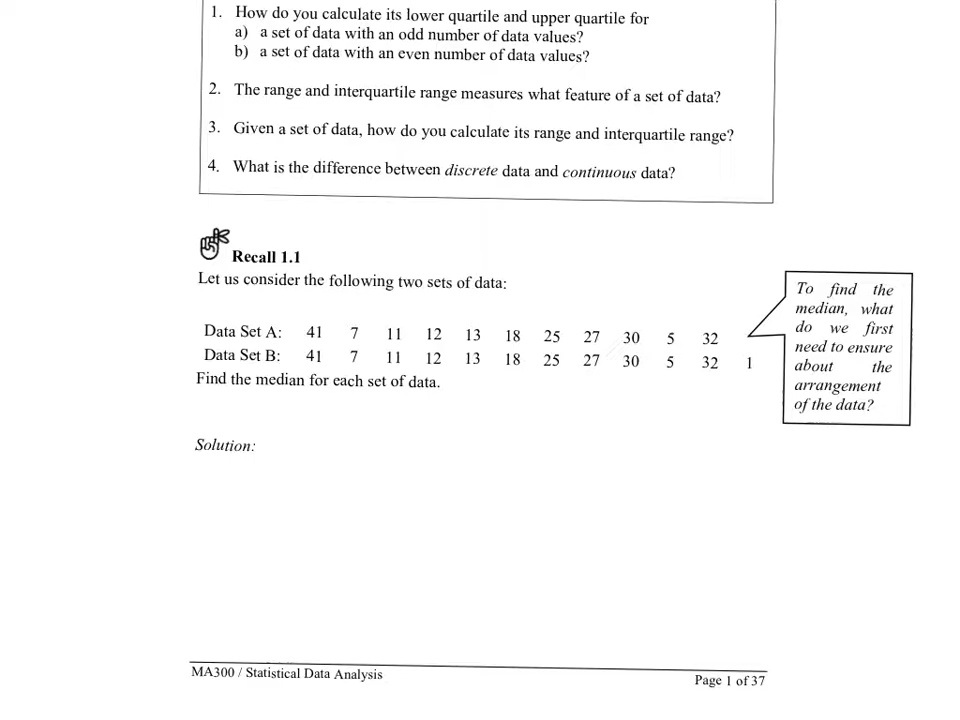 1. How do you calculate its lower quartile and upper quartile for
a) a set of data with an odd number of data values?
b) a set of data with an even number of data values?
2. The range and interquartile range measures what feature of a set of data?
3. Given a set of data, how do you calculate its range and interquartile range?
4. What is the difference between discrete data and continuous data?
Recall 1.1
Let us consider the following two sets of data:
Data Set A: 41 7 11 12 13 18 25 27 30 5 32
Data Set B: 41 7 11 12 13 18 25 27 30 5 32 1
Find the median for each set of data.
To find the
median, what
do we first
need to ensure
about the
arrangement
of the data?
Solution:
MA300 / Statistical Data Analysis
Page 1 of 37